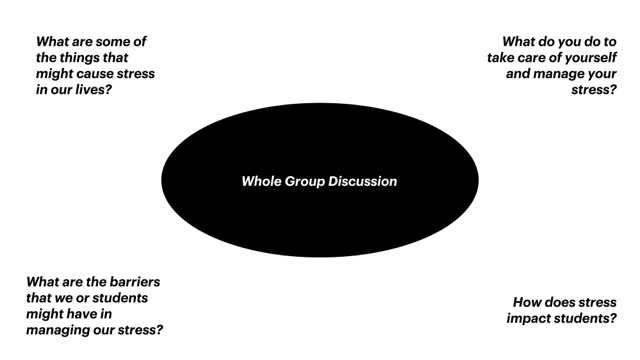 What are some of
the things that
might cause stress
in our lives?
What do you do to
take care of yourself
and manage your
stress?
Whole Group Discussion
What are the barriers
that we or students
might have in
managing our stress?
How does stress
impact students?